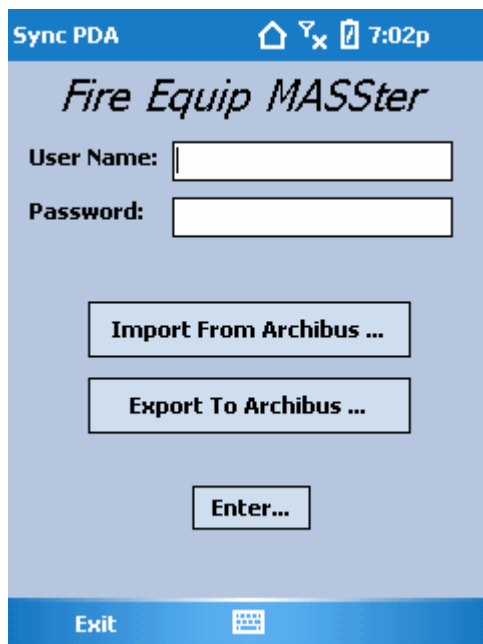 Sync PDA 7:02p
Fire Equip MASSter
User Name:
Password:
Import From Archibus ...
Export To Archibus ...
Enter...
Exit